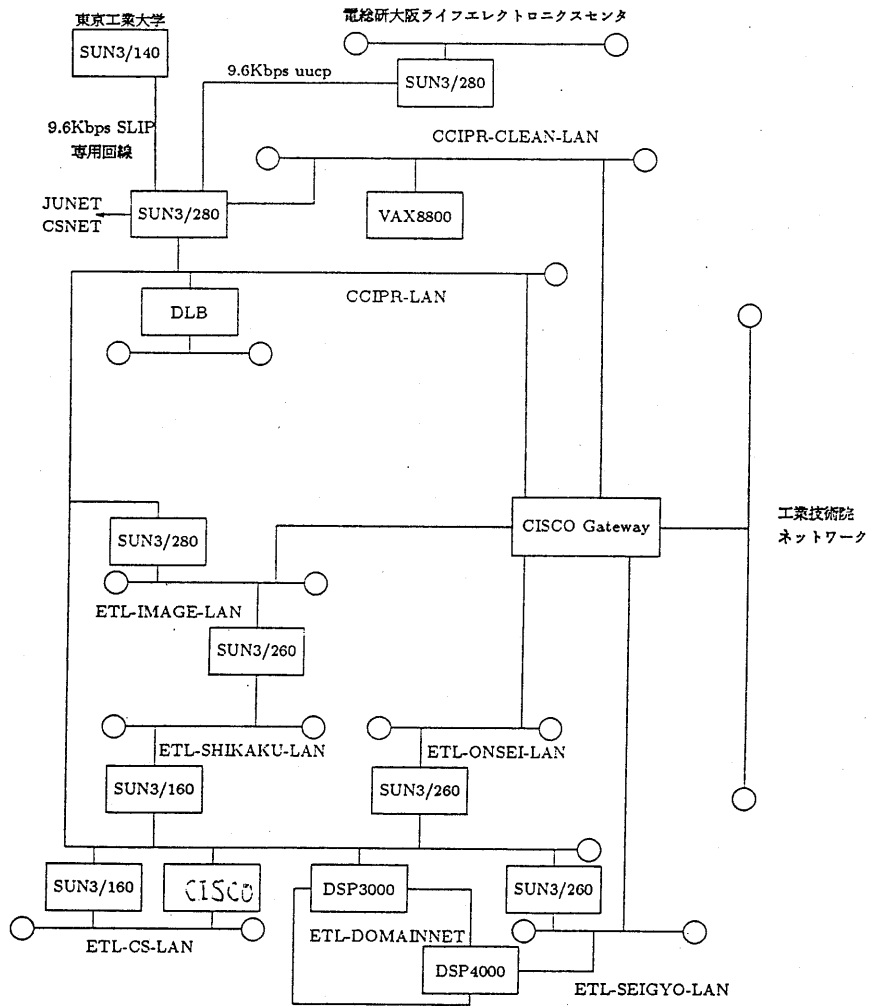 東京工業大学
SUN3/140
電総研大阪ライフエレクトロニクスセンタ
9.6Kbps uucp
SUN3/280
9.6Kbps SLIP
専用回線
CCIPR-CLEAN-LAN
JUNET
CSNET
SUN3/280
VAX8800
CCIPR-LAN
DLB
CISCO Gateway
工業技術院
ネットワーク
SUN3/280
ETL-IMAGE-LAN
SUN3/260
ETL-SHIKAKU-LAN
ETL-ONSEI-LAN
SUN3/160
SUN3/260
SUN3/160
CISCO
DSP3000
SUN3/260
ETL-CS-LAN
ETL-DOMAINNET
DSP4000
ETL-SEIGYO-LAN